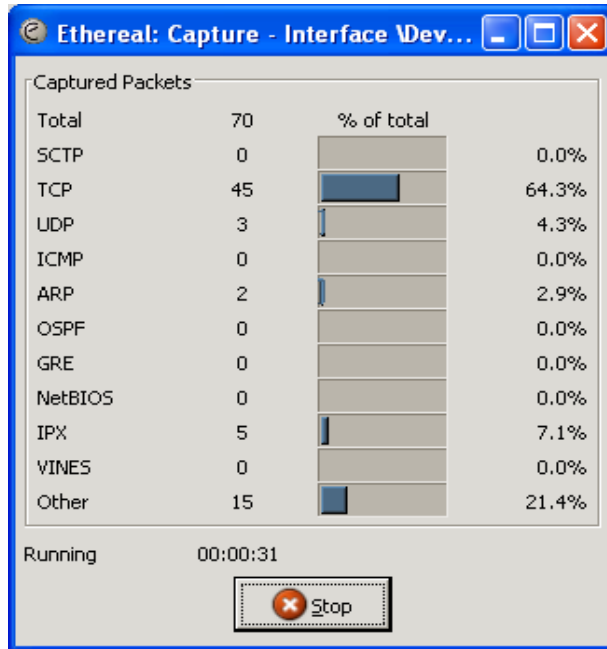 Ethereal: Capture - Interface \Dev...
Captured Packets
Total 70 % of total
SCTP 0 0.0%
TCP 45 64.3%
UDP 3 4.3%
ICMP 0 0.0%
ARP 2 2.9%
OSPF 0 0.0%
GRE 0 0.0%
NetBIOS 0 0.0%
IPX 5 7.1%
VINES 0 0.0%
Other 15 21.4%
Running 00:00:31
Stop